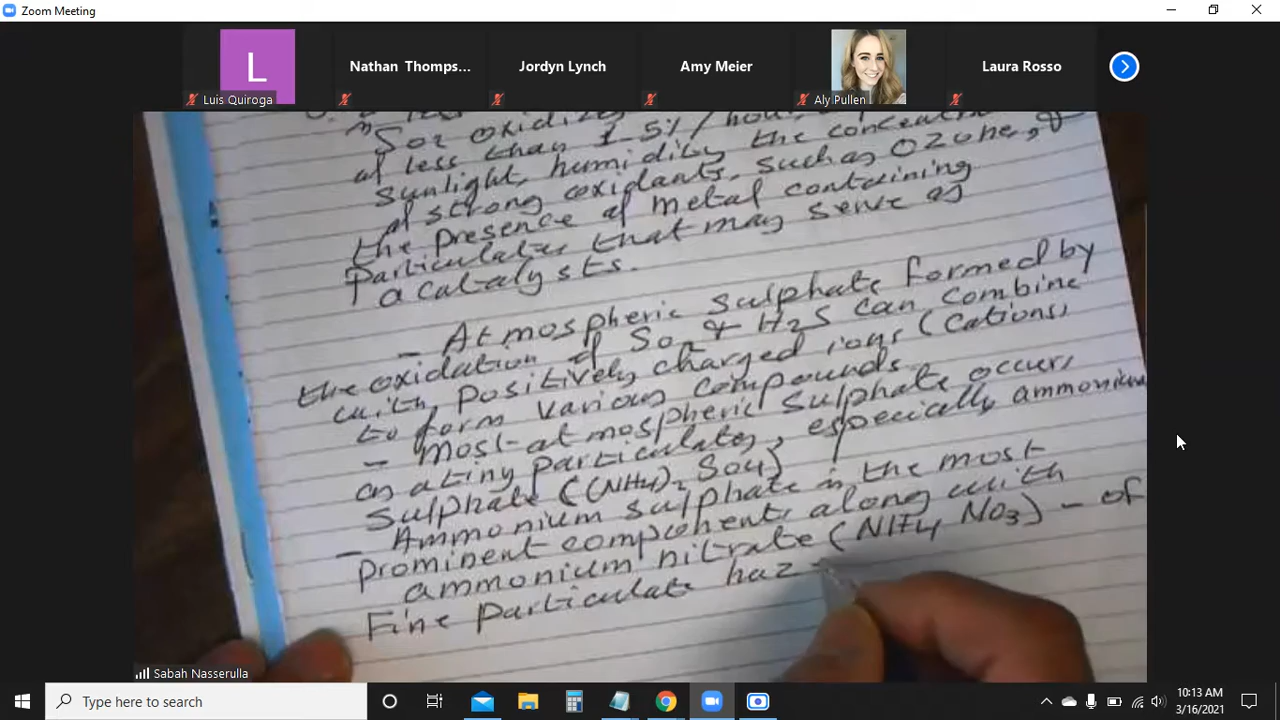 Zoom Meeting
L
Luis Quiroga
Nathan Thomps...
Jordyn Lynch
Amy Meier
Aly Pullen
Laura Rosso
SO2 oxidizes
at less than 1-5%/hour,
sunlight, humidity, the concent
of strong oxidants, such as OZone, &
the presence of metal containing
Particulates that may serve as
a catalysts.
- Atmospheric sulphate formed by
the oxidation of SO2 & H2S can combine
with positively charged ions (cations)
to form various compounds
- Most atmospheric sulphate occurs
as a tiny particulates, especially ammonium
sulphate ((NH4)2 SO4)
- Ammonium sulphate is the most
prominent components along with
ammonium nitrate (NH4 NO3) - of
Fine particulate haz
Sabah Nasserulla
Type here to search
10:13 AM
3/16/2021